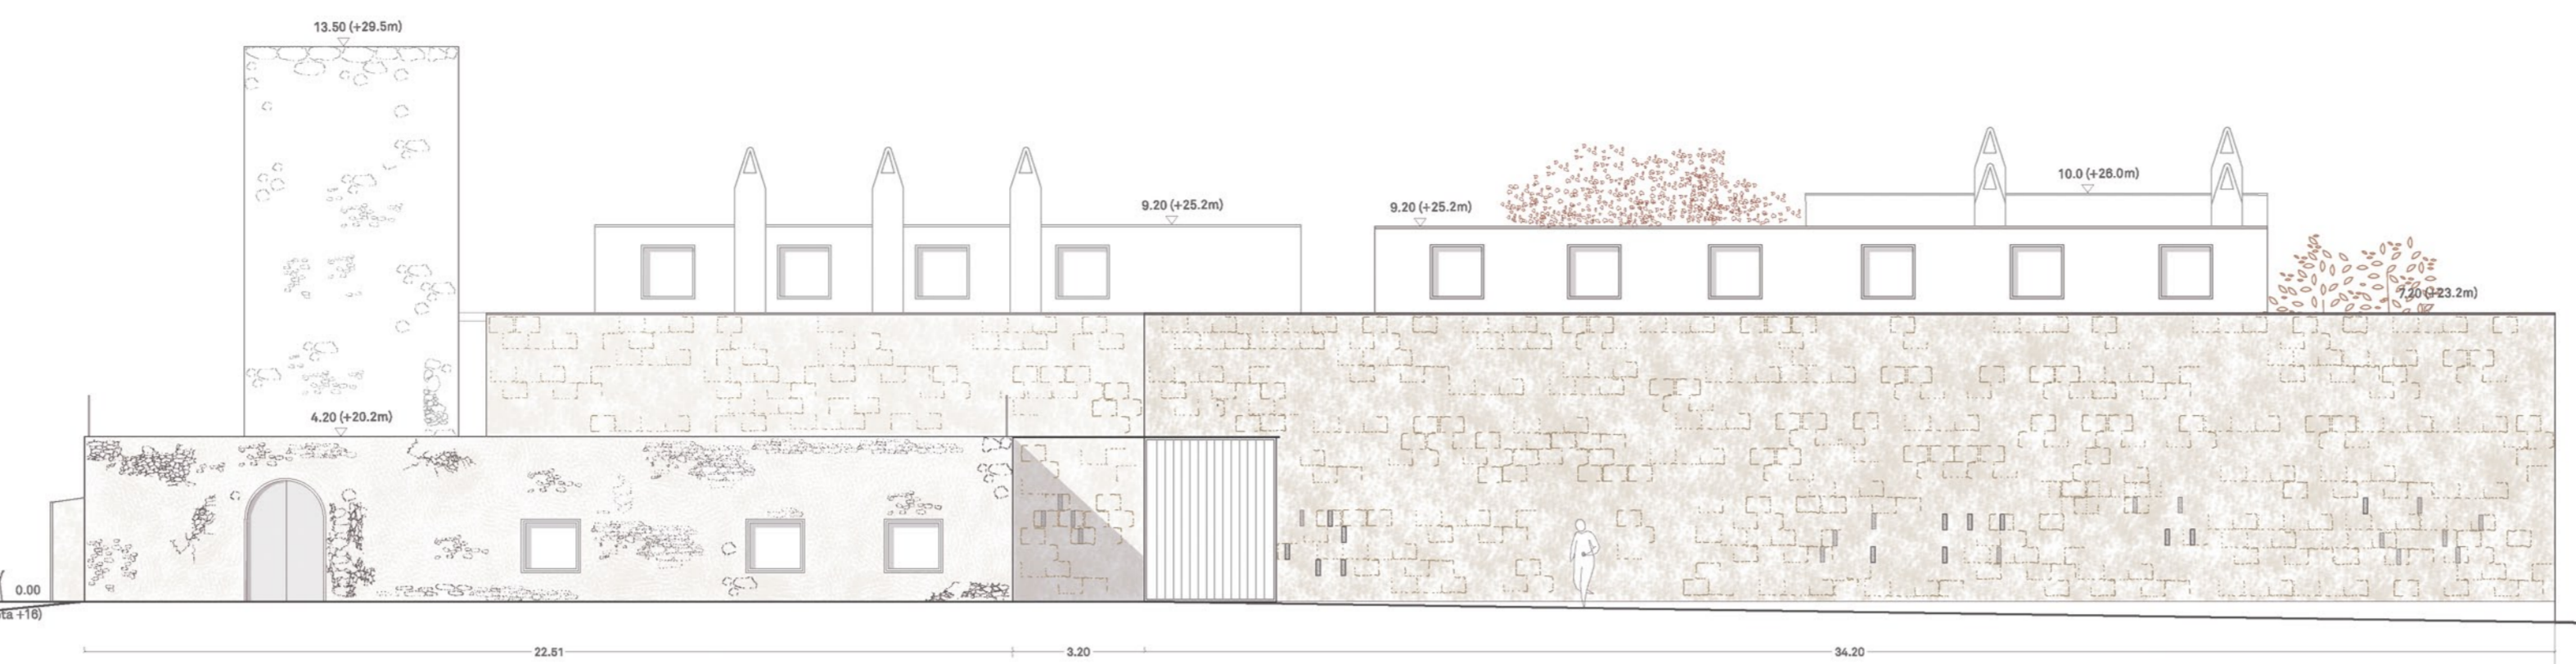 13.50 (+29.5m)
10.0 (+26.0m)
9.20 (+25.2m)
9.20 (+25.2m)
7.20 (+23.2m)
4.20 (+20.2m)
0.00
ta +16)
22.51
3.20
34.20